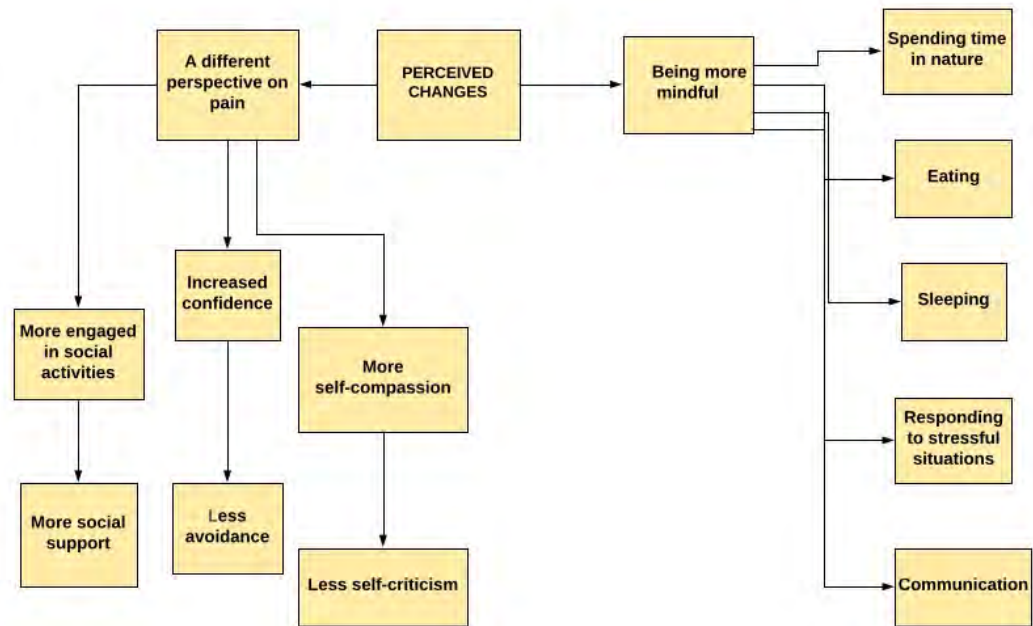 A different
perspective on
pain
PERCEIVED
CHANGES
Being more
mindful
Spending time
in nature
Eating
Sleeping
Responding
to stressful
situations
Communication
More engaged
in social
activities
Increased
confidence
More
self-compassion
More social
support
Less
avoidance
Less self-criticism